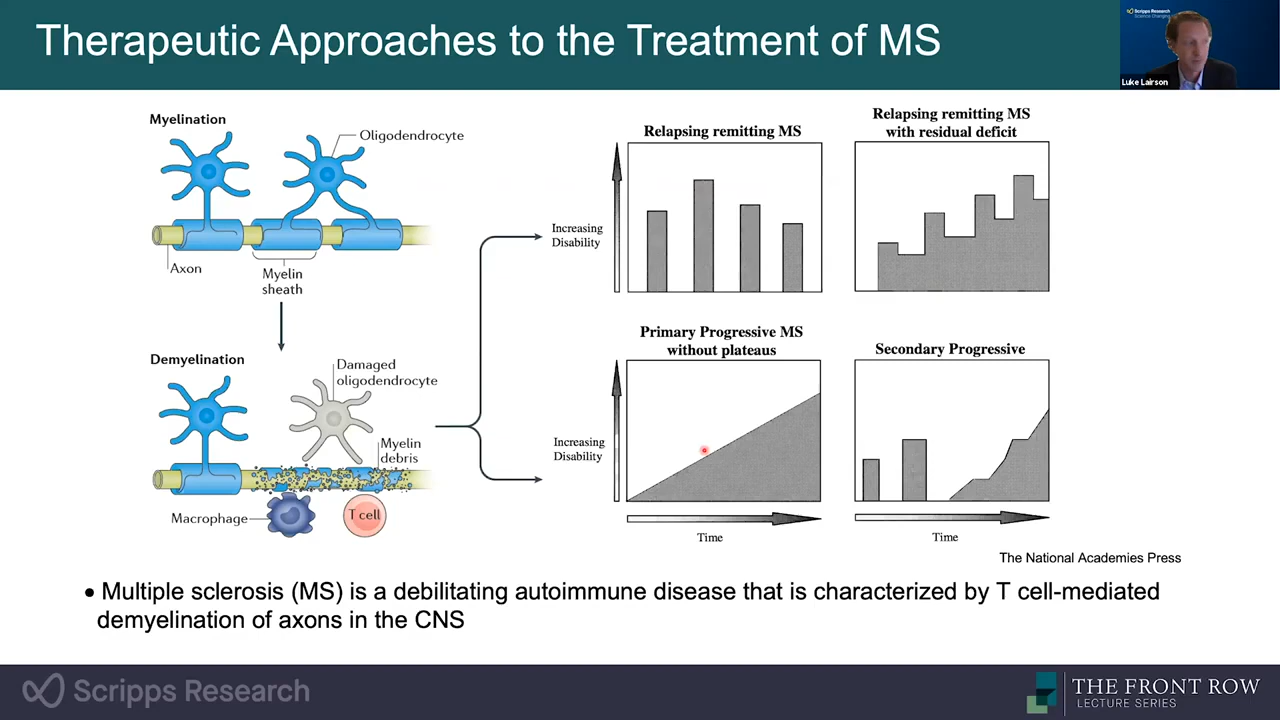 Therapeutic Approaches to the Treatment of MS
Scripps Research
Science Changing
Luke Lairson
Myelination
Oligodendrocyte
Axon
Myelin
sheath
Demyelination
Damaged
oligodendrocyte
Myelin
debris
Macrophage
T cell
Relapsing remitting MS
Increasing
Disability
Relapsing remitting MS
with residual deficit
Primary Progressive MS
without plateaus
Increasing
Disability
Time
Secondary Progressive
Time
The National Academies Press
• Multiple sclerosis (MS) is a debilitating autoimmune disease that is characterized by T cell-mediated
demyelination of axons in the CNS
Scripps Research
THE FRONT ROW
LECTURE SERIES